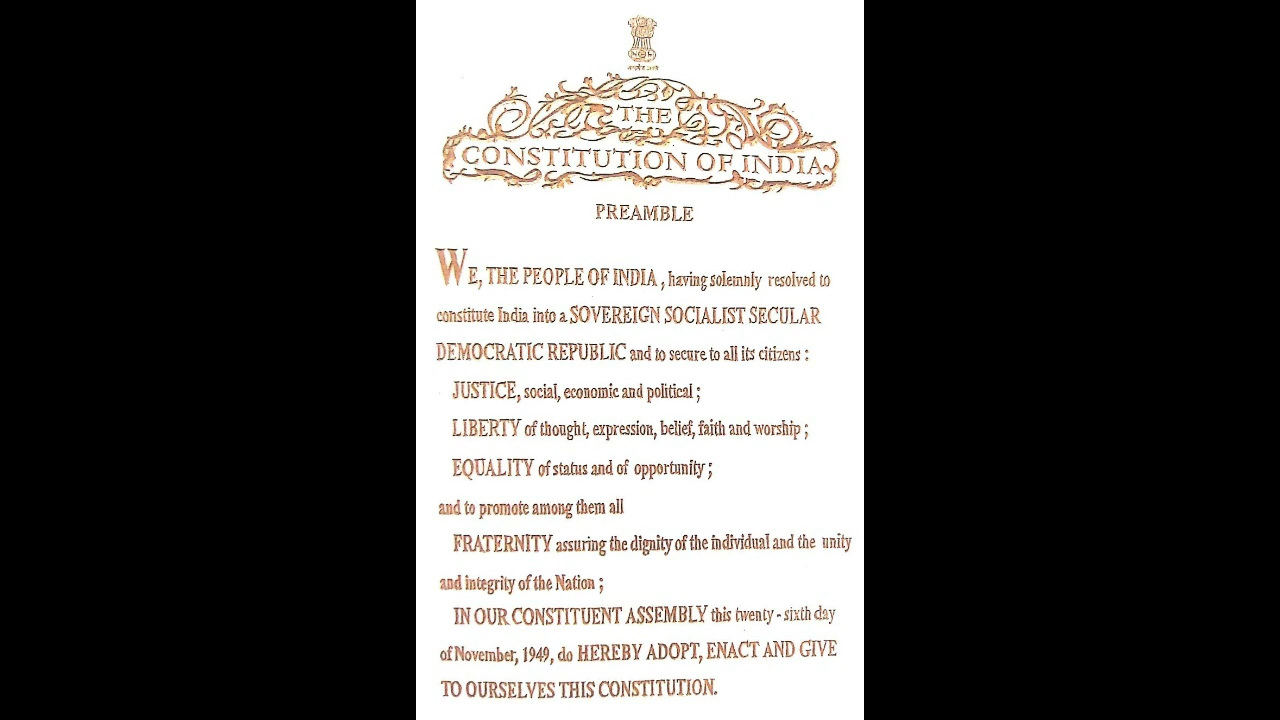 THE
CONSTITUTION OF INDIA
PREAMBLE
WE, THE PEOPLE OF INDIA, having solemnly resolved to
constitute India into a SOVEREIGN SOCIALIST SECULAR
DEMOCRATIC REPUBLIC and to secure to all its citizens :
JUSTICE, social, economic and political ;
LIBERTY of thought, expression, belief, faith and worship ;
EQUALITY of status and of opportunity ;
and to promote among them all
FRATERNITY assuring the dignity of the individual and the unity
and integrity of the Nation ;
IN OUR CONSTITUENT ASSEMBLY this twenty - sixth day
of November, 1949, do HEREBY ADOPT, ENACT AND GIVE
TO OURSELVES THIS CONSTITUTION.